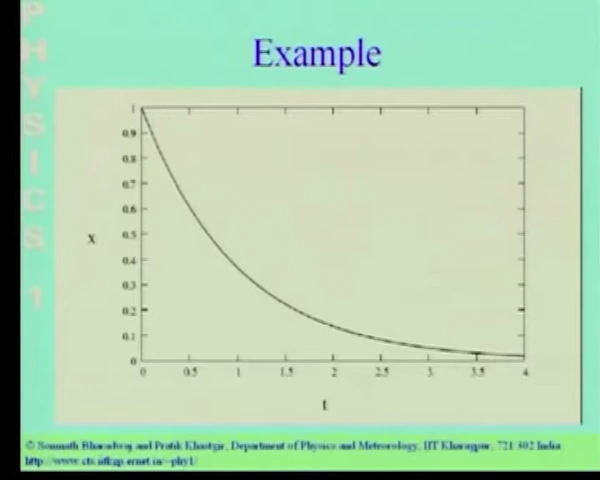 PHYSICS 1
Example
1
0.9
0.8
0.7
0.6
0.5
0.4
0.3
0.2
0.1
0
x
0 0.5 1 1.5 2 2.5 3 3.5 4
t
© Somnath Bharadwaj and Pratik Khastgir, Department of Physics and Meteorology, IIT Kharagpur, 721 302 India
http://www.cts.iitkgp.ernet.in/~phy1/